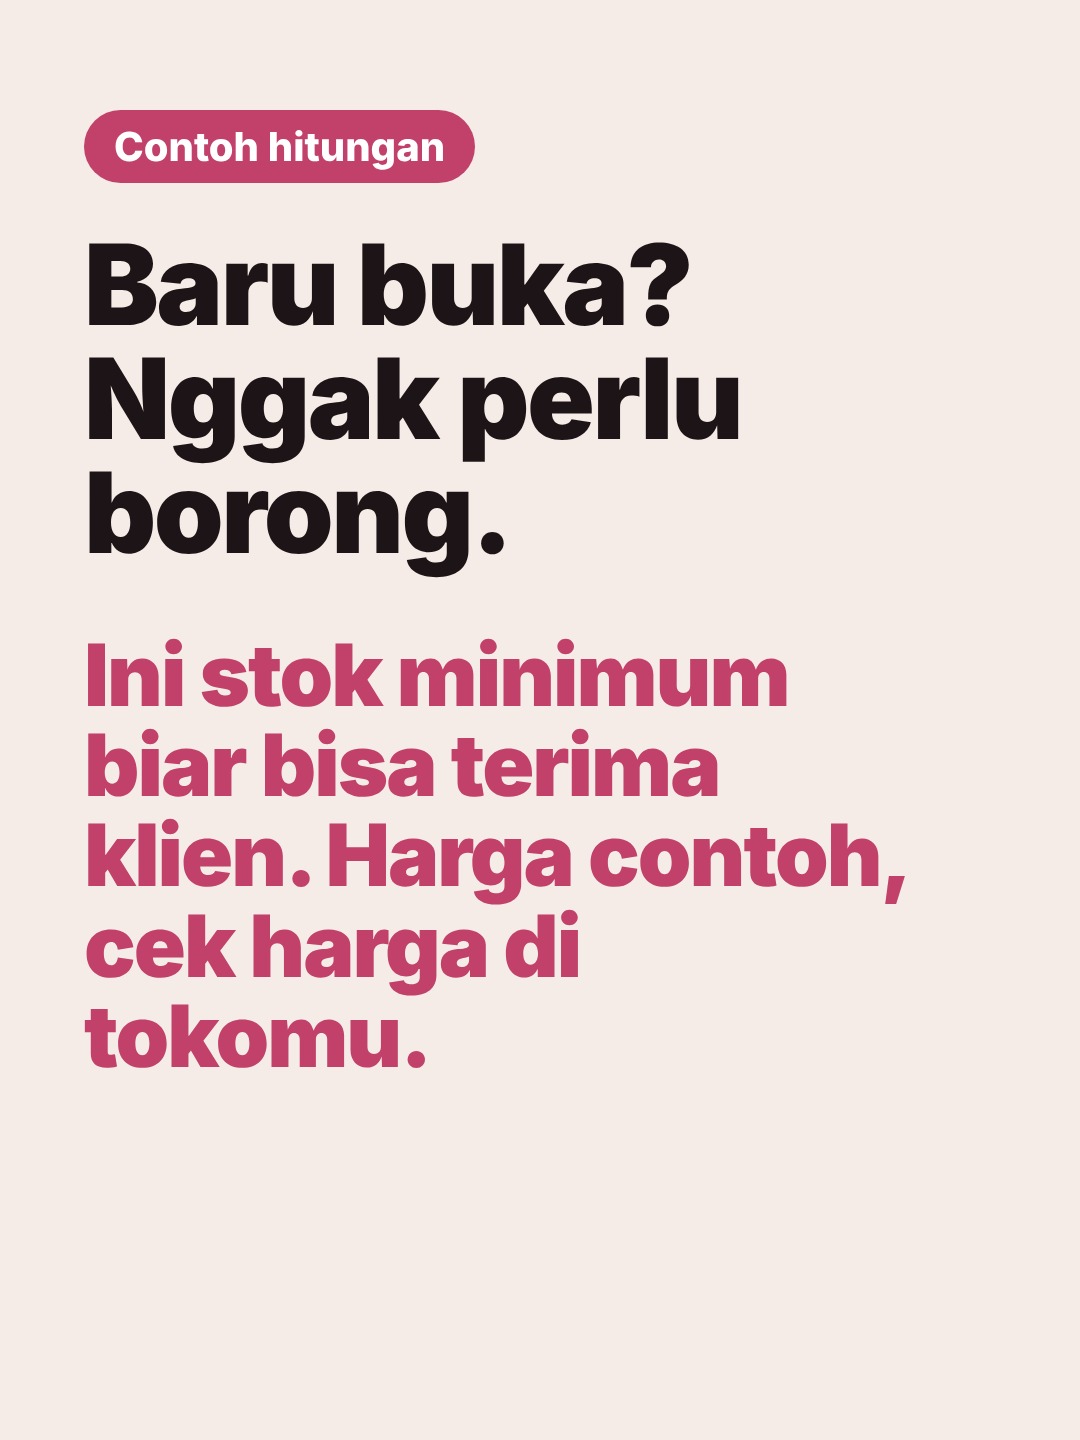 Contoh hitungan
Baru buka?
Nggak perlu
borong.
Ini stok minimum
biar bisa terima
klien. Harga contoh,
cek harga di
tokomu.